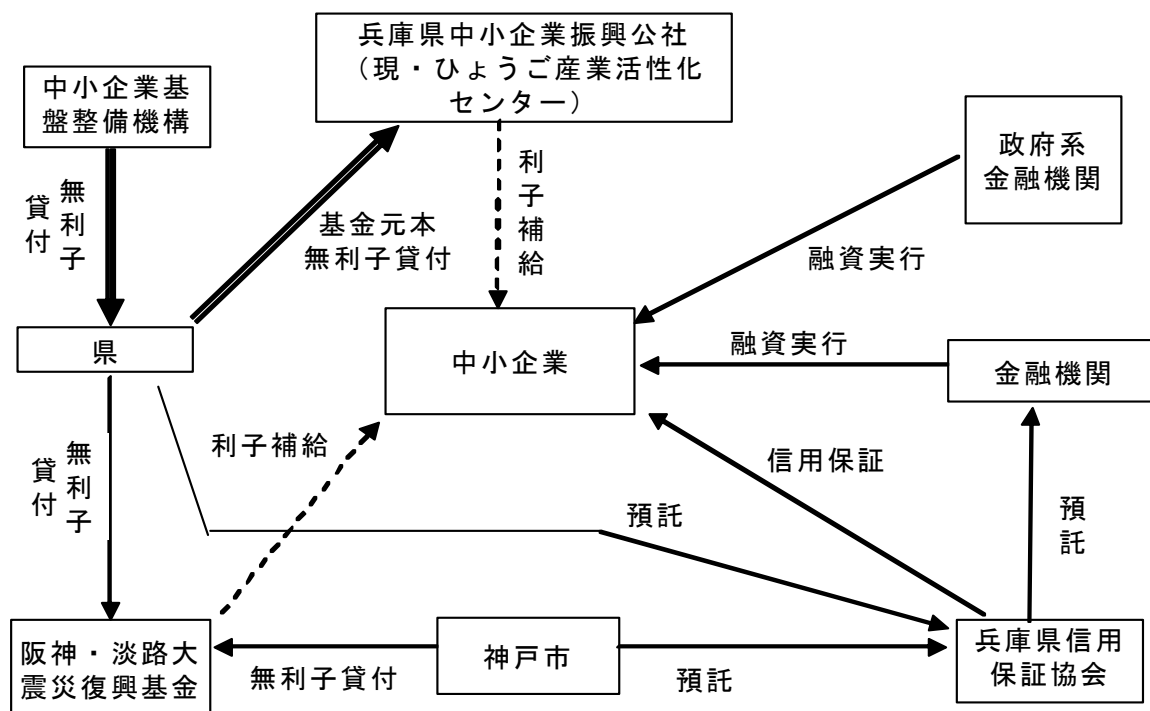 兵庫県中小企業振興公社
（現・ひょうご産業活性化
センター）
中小企業基
盤整備機構
政府系
金融機関
無利子
貸付
利子補給
基金元本
無利子貸付
融資実行
県
中小企業
融資実行
金融機関
利子補給
無利子
貸付
信用保証
預託
預託
阪神・淡路大
震災復興基金
無利子貸付
神戸市
預託
兵庫県信用
保証協会